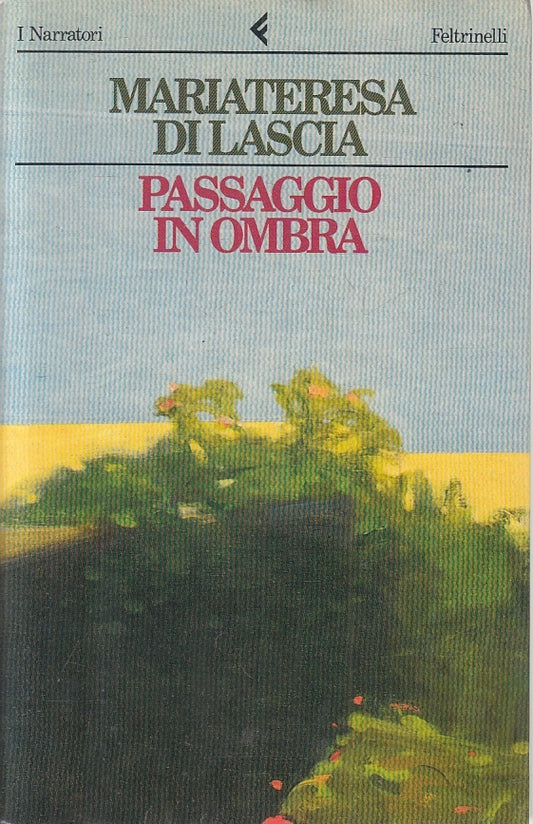 I Narratori
Feltrinelli
MARIATERESA
DI LASCIA
PASSAGGIO
IN OMBRA